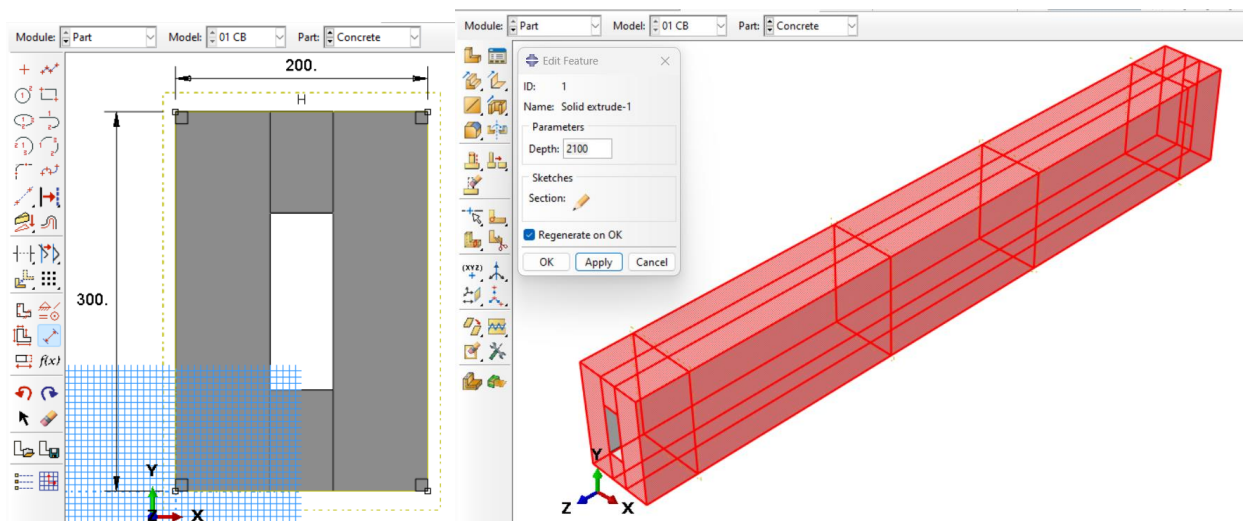 Module: Part Model: 01 CB Part: Concrete
200.
H
300.
f(x)
Y
Z X
Module: Part Model: 01 CB Part: Concrete
Edit Feature
ID: 1
Name: Solid extrude-1
Parameters
Depth: 2100
Sketches
Section:
Regenerate on OK
OK Apply Cancel
(XYZ)
Y
Z X